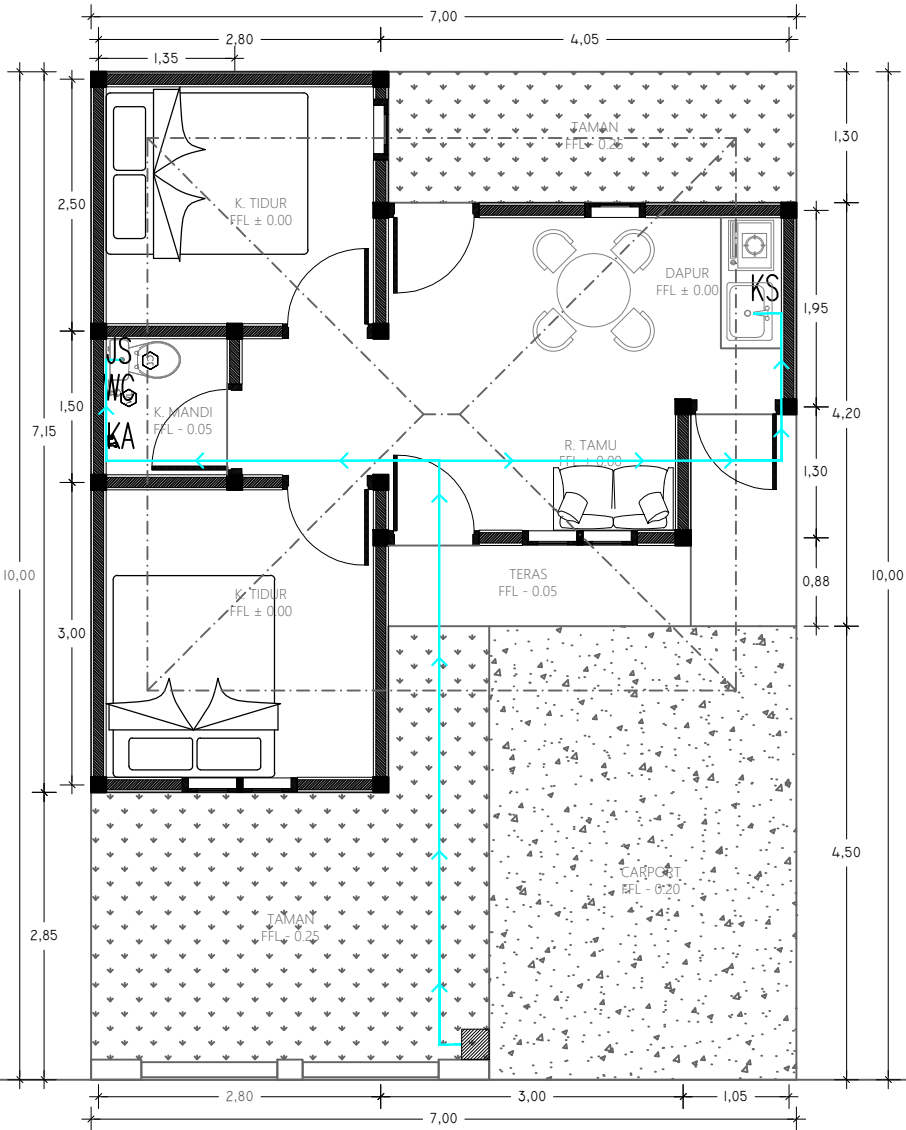 7,00
2,80
4,05
1,35
TAMAN
FFL - 0.25
1,30
2,50
K. TIDUR
FFL ± 0.00
DAPUR
FFL ± 0.00
KS
1,95
JS
WC
KA
K. MANDI
FFL - 0.05
1,50
7,15
4,20
R. TAMU
FFL ± 0.00
1,30
10,00
TERAS
FFL - 0.05
0,88
10,00
K. TIDUR
FFL ± 0.00
3,00
4,50
CARPORT
FFL - 0.20
TAMAN
FFL - 0.25
2,85
2,80
3,00
1,05
7,00